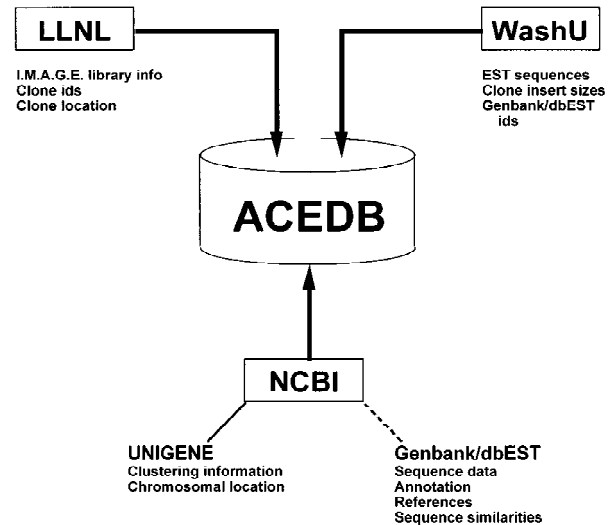 LLNL
I.M.A.G.E. library info
Clone ids
Clone location
WashU
EST sequences
Clone insert sizes
Genbank/dbEST
ids
ACEDB
NCBI
UNIGENE
Clustering information
Chromosomal location
Genbank/dbEST
Sequence data
Annotation
References
Sequence similarities